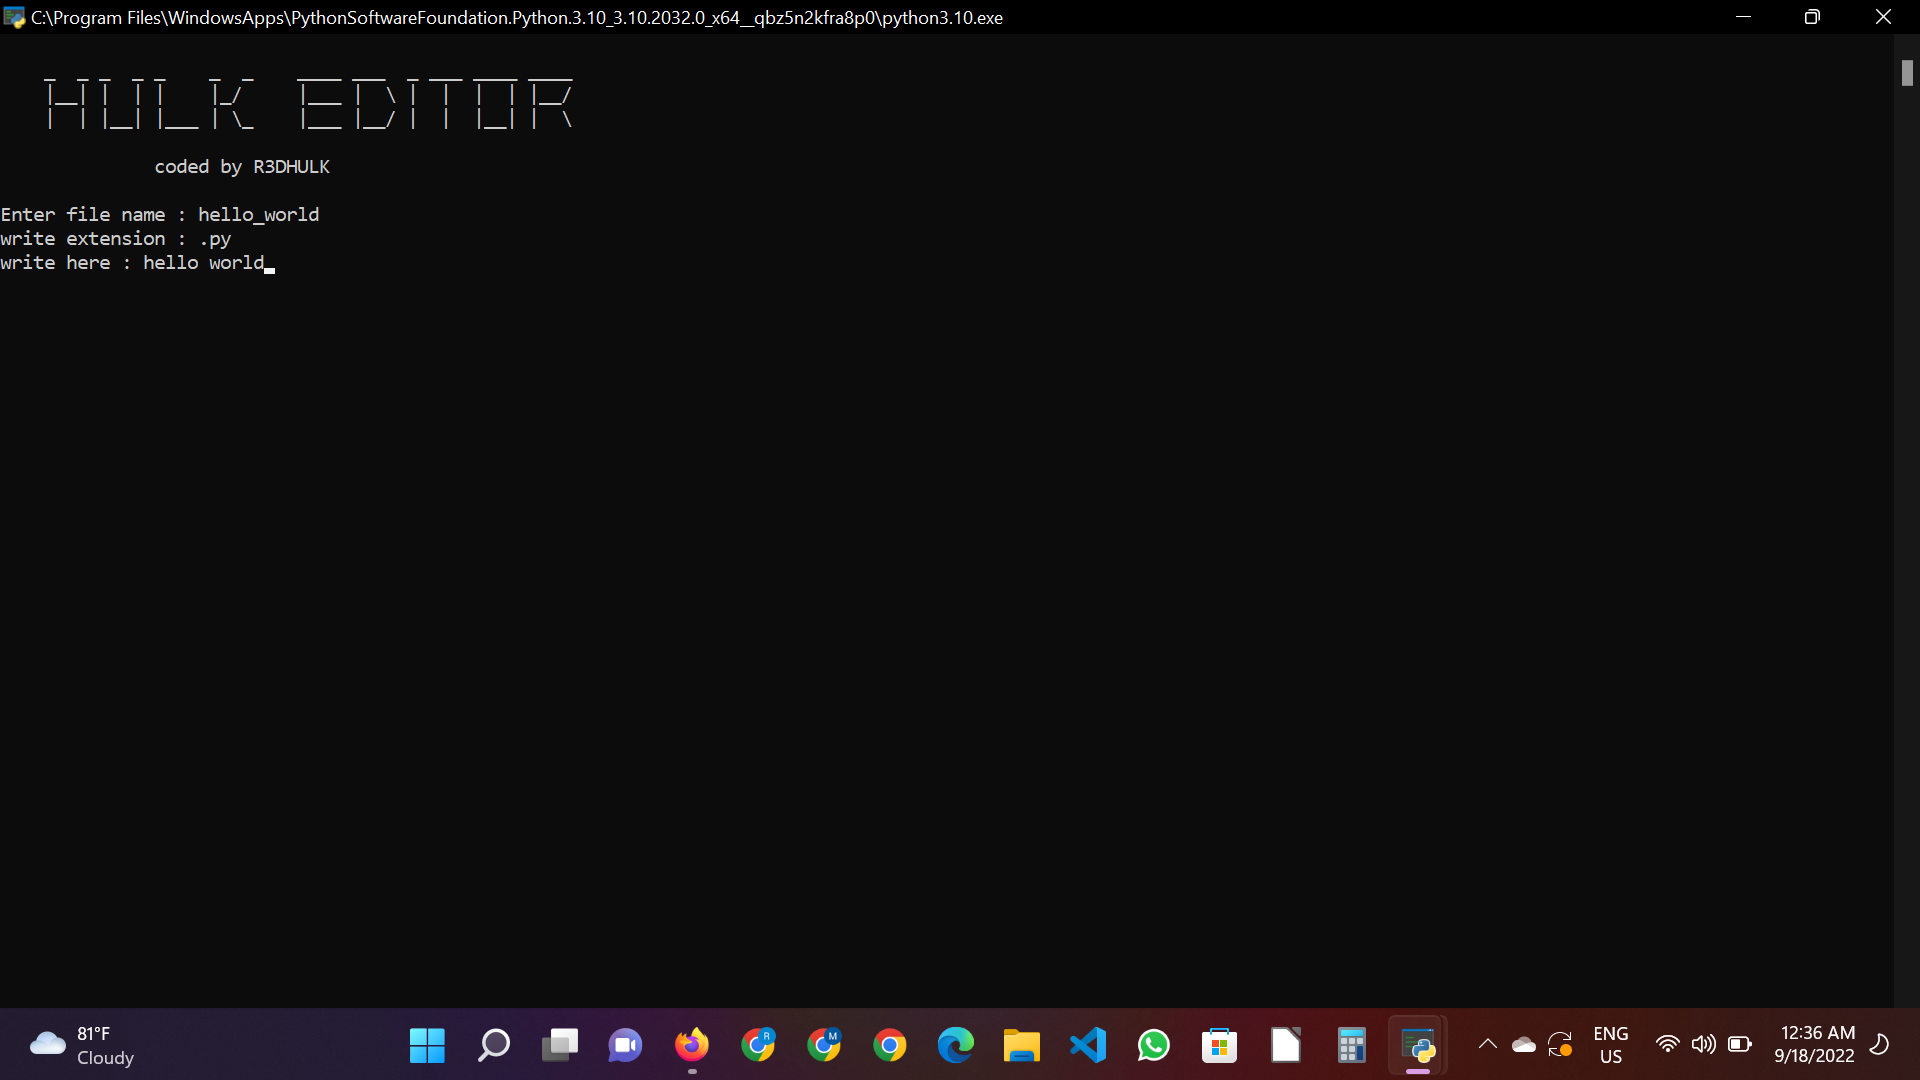 C:\Program Files\WindowsApps\PythonSoftwareFoundation.Python.3.10_3.10.2032.0_x64__qbz5n2kfra8p0\python3.10.exe
HULK EDITOR
coded by R3DHULK
Enter file name : hello_world
write extension : .py
write here : hello world
81°F
Cloudy
R
M
ENG
US
12:36 AM
9/18/2022